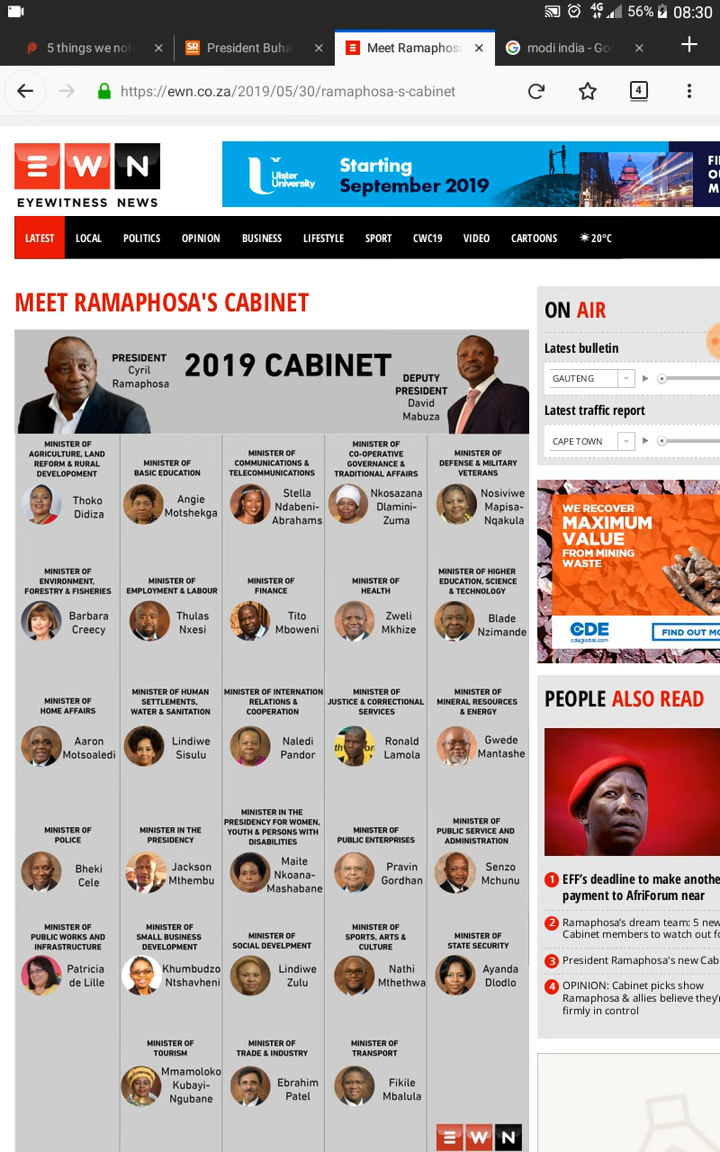 4G 56% 08:30
5 things we not
SR President Buha
Meet Ramaphosa
modi india - Goo
https://ewn.co.za/2019/05/30/ramaphosa-s-cabinet
4
EWN
EYEWITNESS NEWS
Ulster
University
Starting
September 2019
FI
OU
M
LATEST LOCAL POLITICS OPINION BUSINESS LIFESTYLE SPORT CWC19 VIDEO CARTOONS 20°C
MEET RAMAPHOSA'S CABINET
PRESIDENT
Cyril
Ramaphosa
2019 CABINET
DEPUTY
PRESIDENT
David
Mabuza
MINISTER OF
AGRICULTURE, LAND
REFORM & RURAL
DEVELOPOMENT
Thoko
Didiza
MINISTER OF
BASIC EDUCATION
Angie
Motshekga
MINISTER OF
COMMUNICATIONS &
TELECOMMUNICATIONS
Stella
Ndabeni-
Abrahams
MINISTER OF
CO-OPERATIVE
GOVERNANCE &
TRADITIONAL AFFAIRS
Nkosazana
Dlamini-
Zuma
MINISTER OF
DEFENSE & MILITARY
VETERANS
Nosiviwe
Mapisa-
Nqakula
MINISTER OF
ENVIRONMENT,
FORESTRY & FISHERIES
Barbara
Creecy
MINISTER OF
EMPLOYMENT & LABOUR
Thulas
Nxesi
MINISTER OF
FINANCE
Tito
Mboweni
MINISTER OF
HEALTH
Zweli
Mkhize
MINISTER OF HIGHER
EDUCATION, SCIENCE
& TECHNOLOGY
Blade
Nzimande
MINISTER OF
HOME AFFAIRS
Aaron
Motsoaledi
MINISTER OF HUMAN
SETTLEMENTS,
WATER & SANITATION
Lindiwe
Sisulu
MINISTER OF INTERNATION
RELATIONS &
COOPERATION
Naledi
Pandor
MINISTER OF
JUSTICE & CORRECTIONAL
SERVICES
Ronald
Lamola
MINISTER OF
MINERAL RESOURCES
& ENERGY
Gwede
Mantashe
MINISTER OF
POLICE
Bheki
Cele
MINISTER IN THE
PRESIDENCY
Jackson
Mthembu
MINISTER IN THE
PRESIDENCY FOR WOMEN,
YOUTH & PERSONS WITH
DISABILITIES
Maite
Nkoana-
Mashabane
MINISTER OF
PUBLIC ENTERPRISES
Pravin
Gordhan
MINISTER OF
PUBLIC SERVICE AND
ADMINISTRATION
Senzo
Mchunu
MINISTER OF
PUBLIC WORKS AND
INFRASTRUCTURE
Patricia
de Lille
MINISTER OF
SMALL BUSINESS
DEVELOPMENT
Khumbudzo
Ntshavheni
MINISTER OF
SOCIAL DEVELPMENT
Lindiwe
Zulu
MINISTER OF
SPORTS, ARTS &
CULTURE
Nathi
Mthethwa
MINISTER OF
STATE SECURITY
Ayanda
Dlodlo
MINISTER OF
TOURISM
Mmamoloko
Kubayi-
Ngubane
MINISTER OF
TRADE & INDUSTRY
Ebrahim
Patel
MINISTER OF
TRANSPORT
Fikile
Mbalula
EWN
ON AIR
Latest bulletin
GAUTENG
Latest traffic report
CAPE TOWN
WE RECOVER
MAXIMUM
VALUE
FROM MINING
WASTE
CDE
cdeglobal.com
FIND OUT MO
PEOPLE ALSO READ
1 EFF's deadline to make anothe
payment to AfriForum near
2 Ramaphosa's dream team: 5 new
Cabinet members to watch out fo
3 President Ramaphosa's new Cab
4 OPINION: Cabinet picks show
Ramaphosa & allies believe they'r
firmly in control